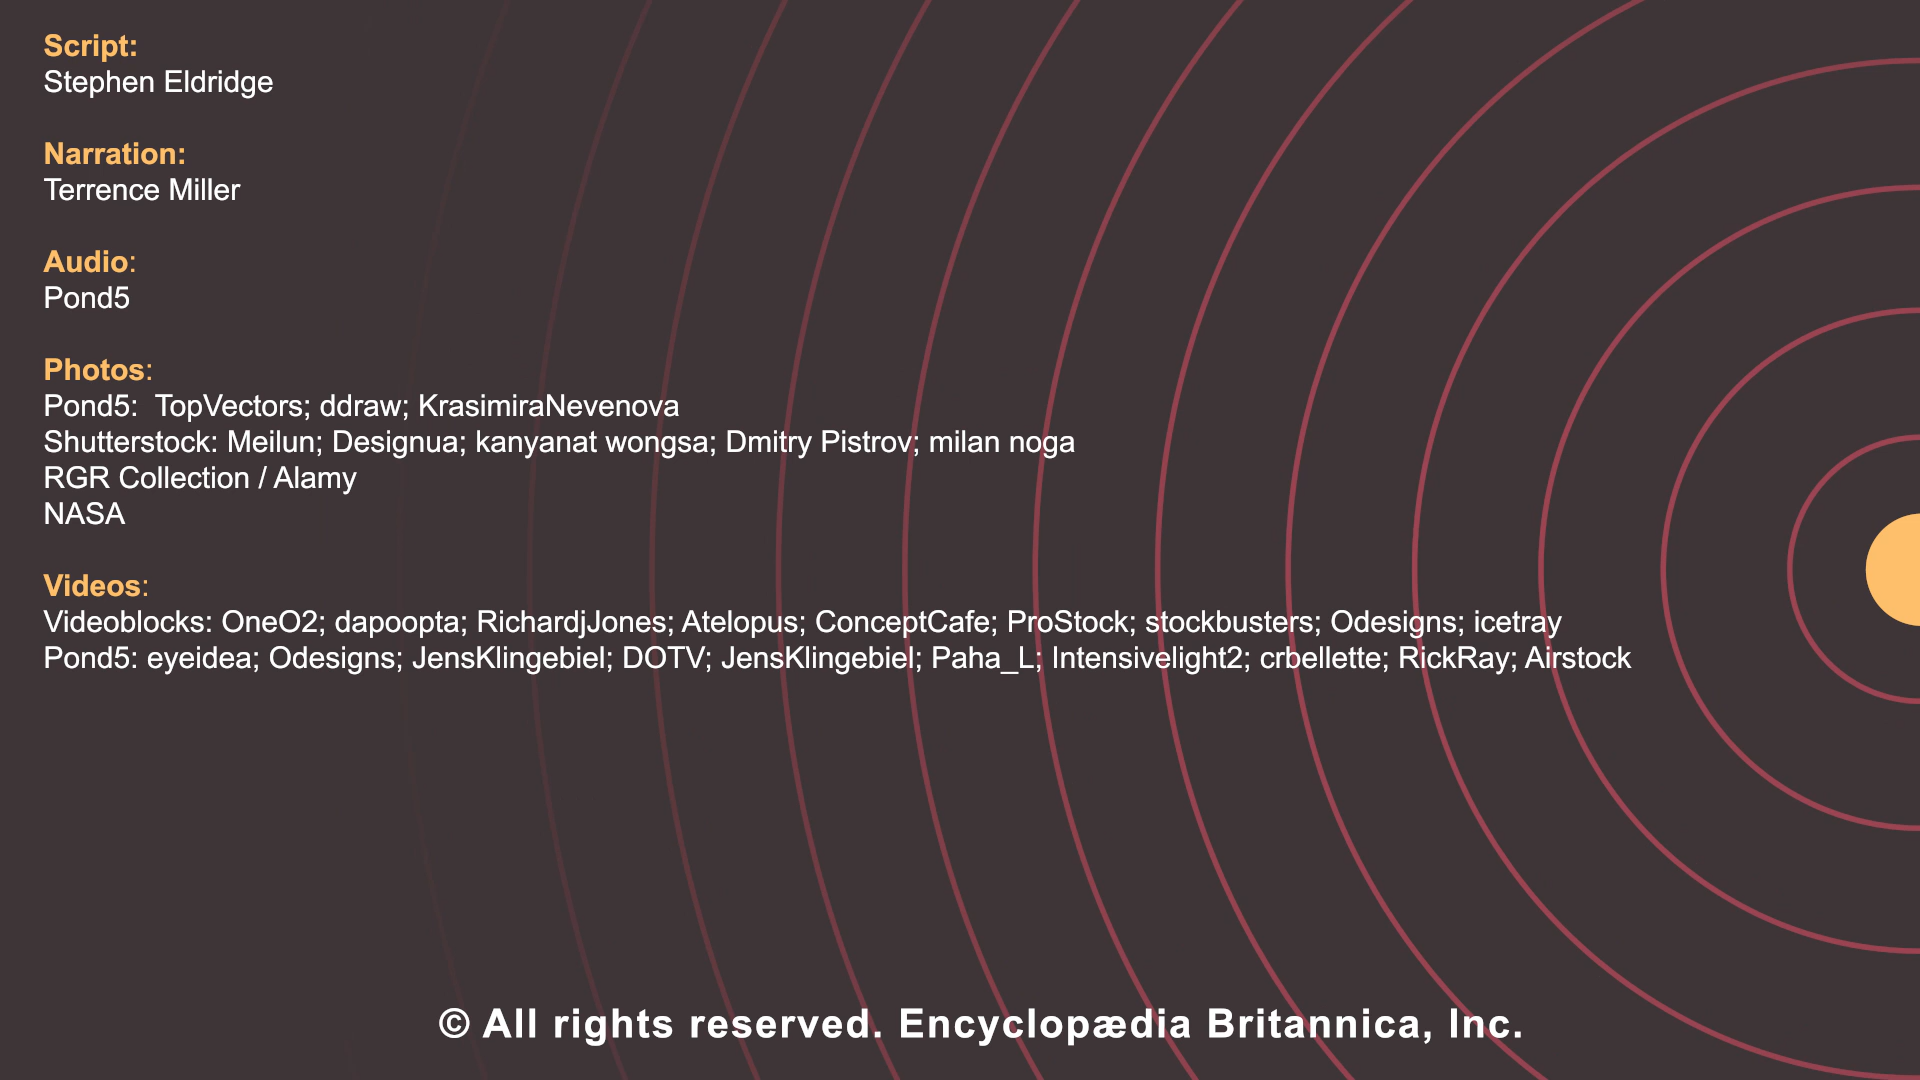 Script:
Stephen Eldridge
Narration:
Terrence Miller
Audio:
Pond5
Photos:
Pond5:  TopVectors; ddraw; KrasimiraNevenova
Shutterstock: Meilun; Designua; kanyanat wongsa; Dmitry Pistrov; milan noga
RGR Collection / Alamy
NASA
Videos:
Videoblocks: OneO2; dapoopta; RichardjJones; Atelopus; ConceptCafe; ProStock; stockbusters; Odesigns; icetray
Pond5: eyeidea; Odesigns; JensKlingebiel; DOTV; JensKlingebiel; Paha_L; Intensivelight2; crbellette; RickRay; Airstock
© All rights reserved. Encyclopædia Britannica, Inc.